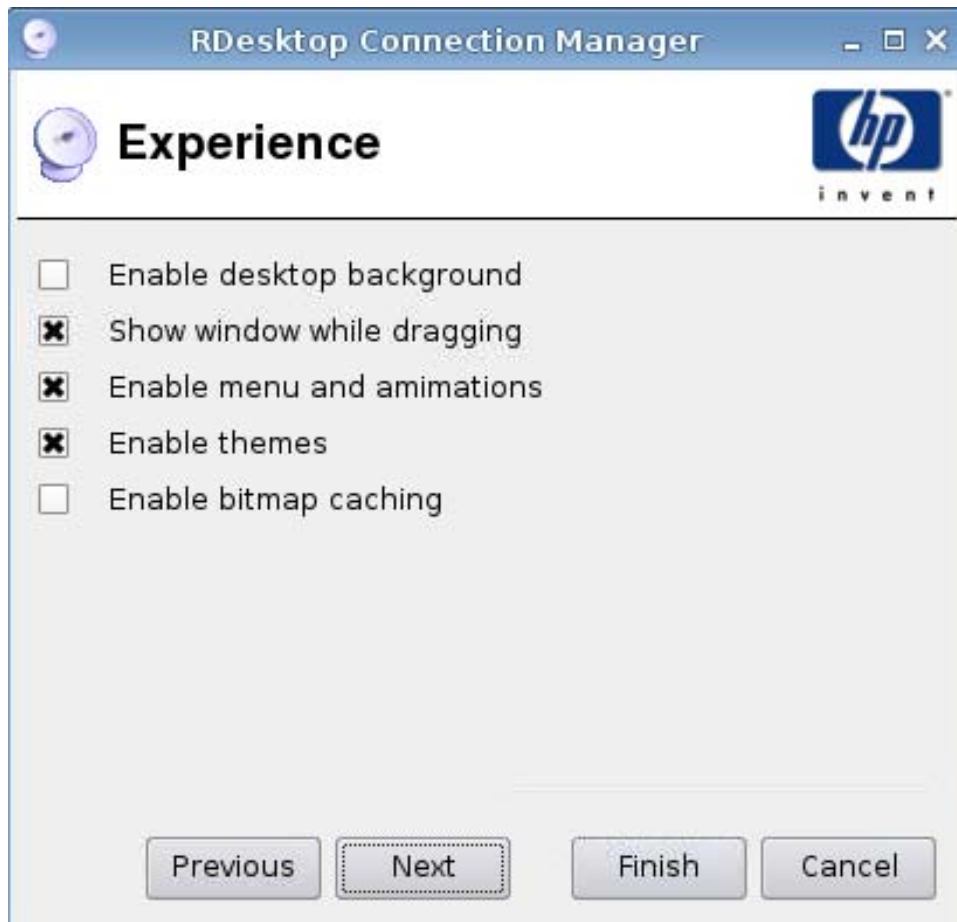 RDesktop Connection Manager
Experience
hp
invent
Enable desktop background
Show window while dragging
Enable menu and amimations
Enable themes
Enable bitmap caching
Previous Next Finish Cancel